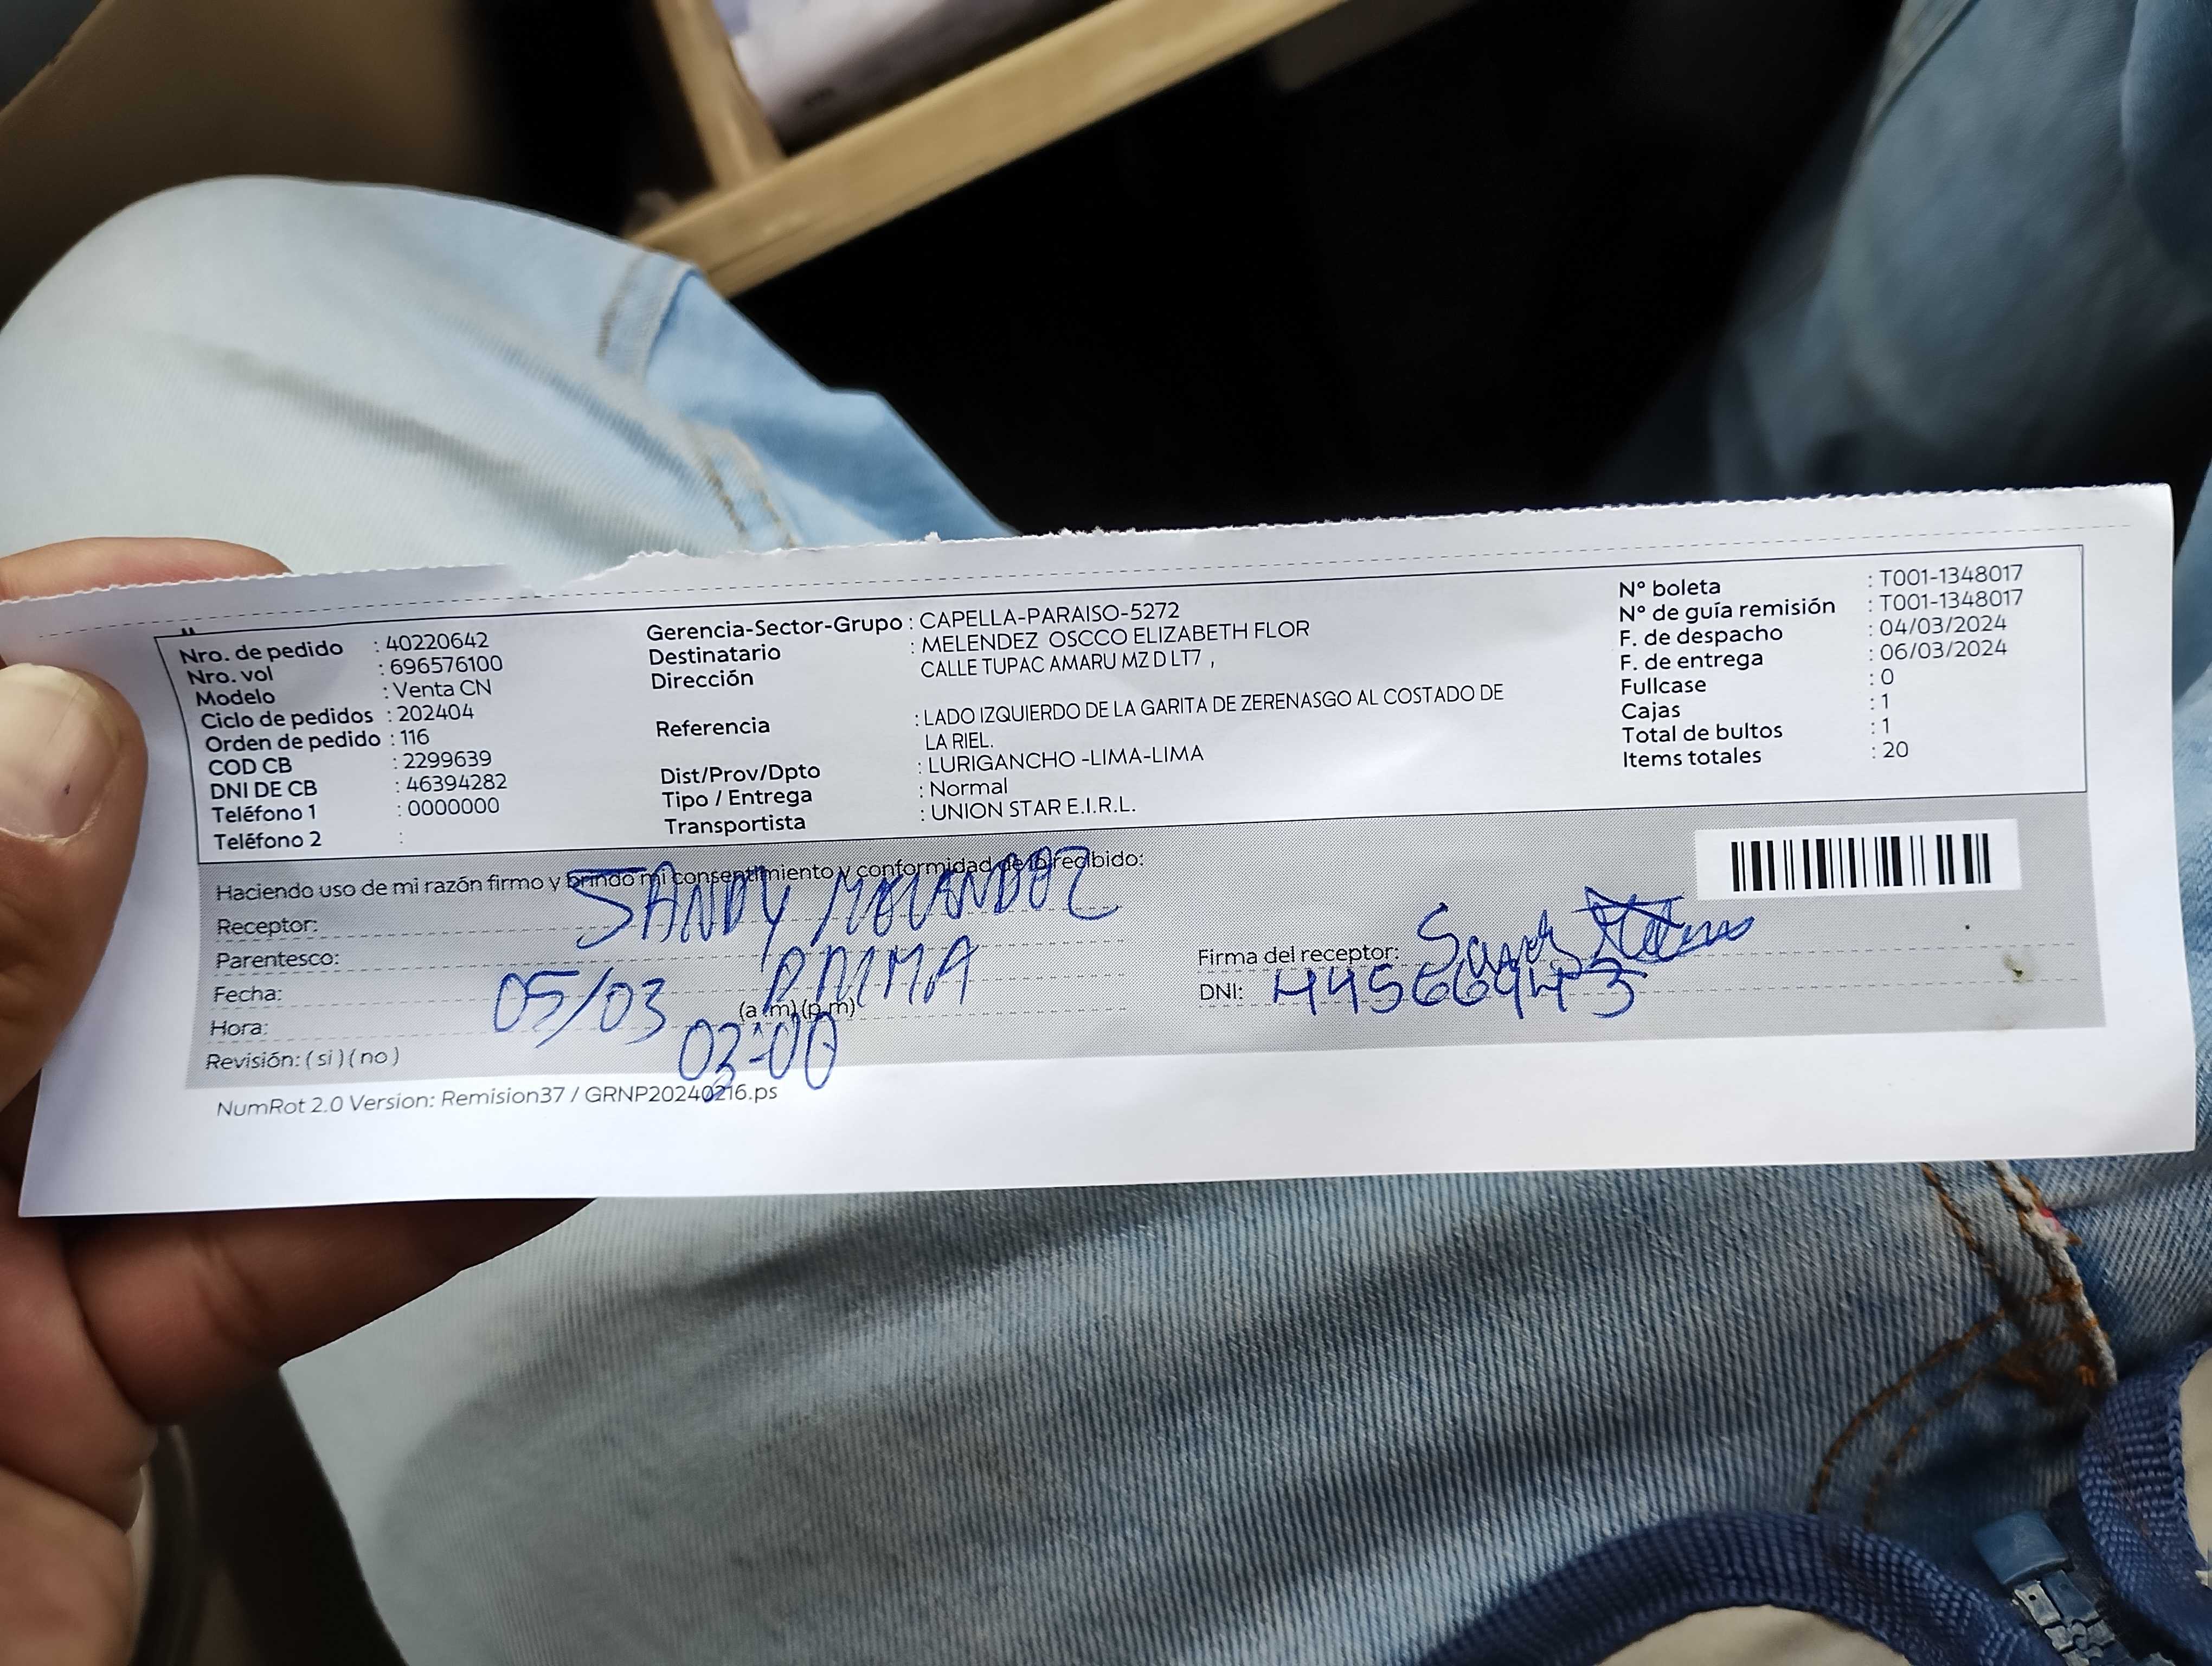 Nro. de pedido : 40220642
Nro. vol : 696576100
Modelo : Venta CN
Ciclo de pedidos : 202404
Orden de pedido : 116
COD CB : 2299639
DNI DE CB : 46394282
Teléfono 1 : 0000000
Teléfono 2 :
Gerencia-Sector-Grupo : CAPELLA-PARAISO-5272
Destinatario : MELENDEZ OSCCO ELIZABETH FLOR
Dirección CALLE TUPAC AMARU MZ D LT7 ,
Referencia : LADO IZQUIERDO DE LA GARITA DE ZERENASGO AL COSTADO DE
LA RIEL.
Dist/Prov/Dpto : LURIGANCHO -LIMA-LIMA
Tipo / Entrega : Normal
Transportista : UNION STAR E.I.R.L.
N° boleta : T001-1348017
N° de guía remisión : T001-1348017
F. de despacho : 04/03/2024
F. de entrega : 06/03/2024
Fullcase : 0
Cajas : 1
Total de bultos : 1
Items totales : 20
Haciendo uso de mi razón firmo y brindo mi consentimiento y conformidad de lo recibido:
Receptor: SANDY
Parentesco: PRIMA
Fecha: 05/03
Hora: 03:00 (a.m)(p.m)
Revisión: ( si ) ( no )
Firma del receptor: Sandy
DNI:
NumRot 2.0 Version: Remision37 / GRNP20240216.ps